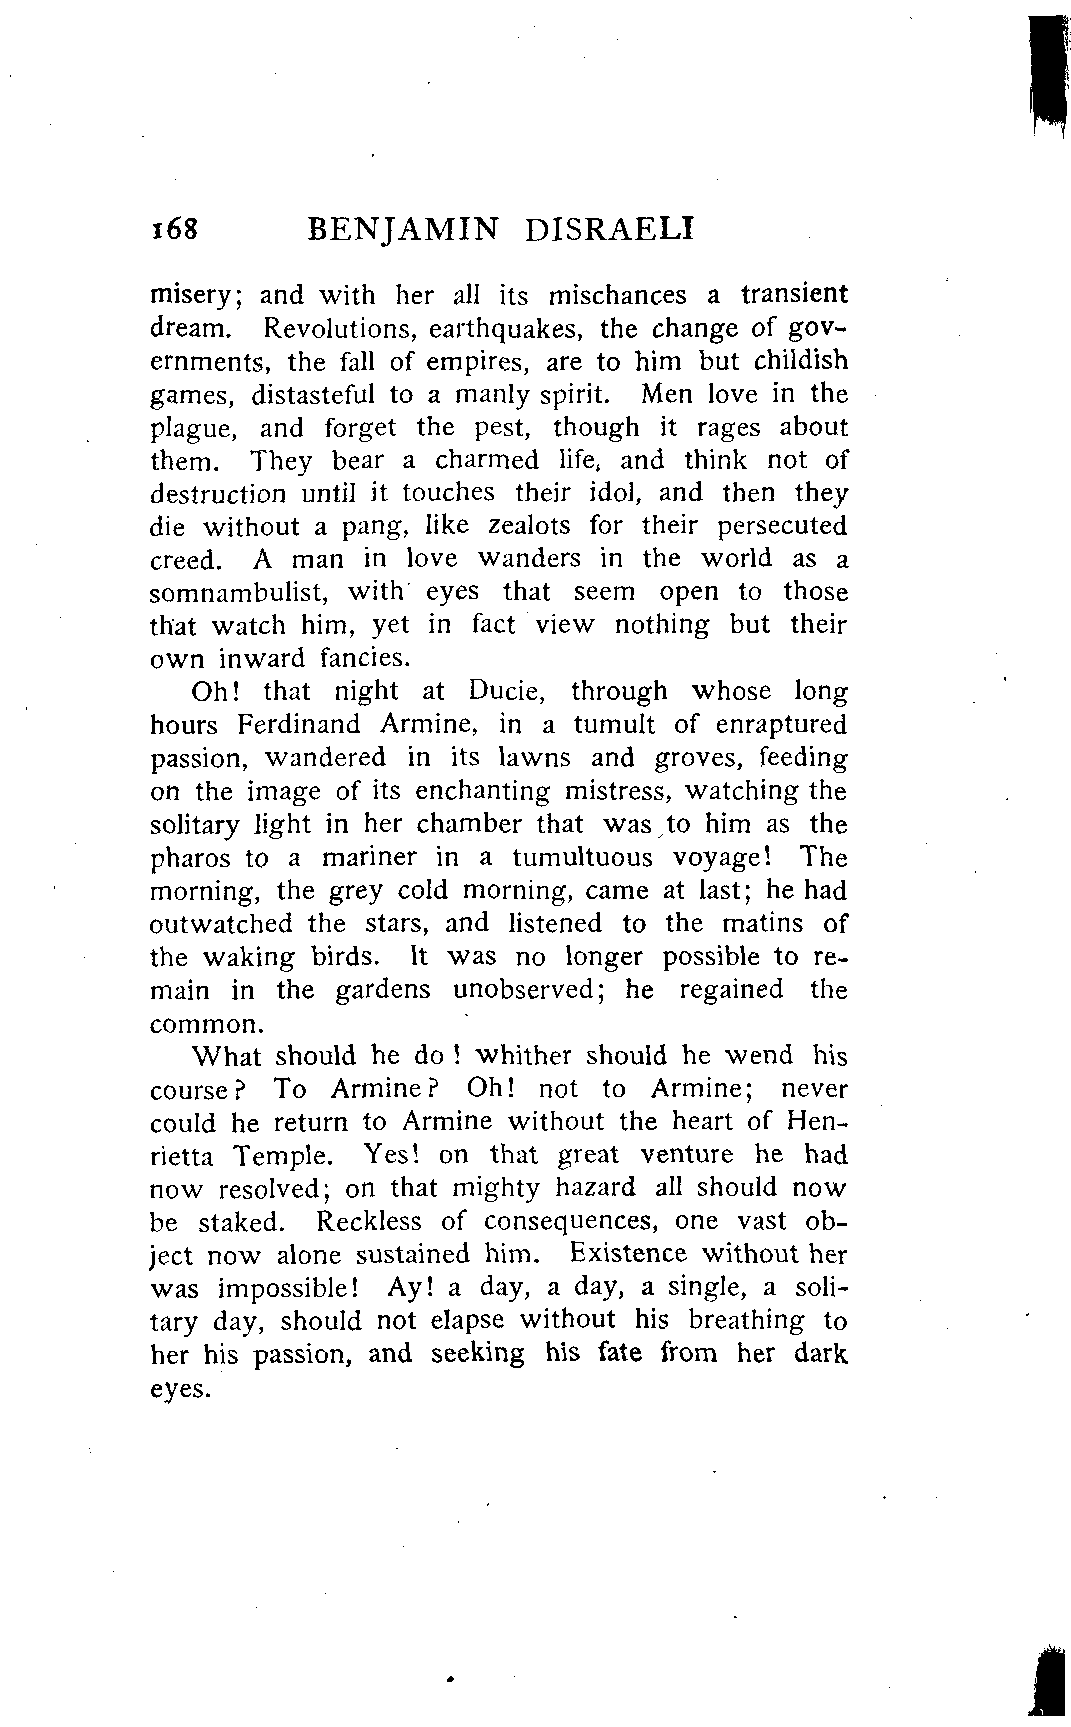 168 BENJAMIN DISRAELI
misery; and with her all its mischances a transient
dream. Revolutions, earthquakes, the change of gov-
ernments, the fall of empires, are to him but childish
games, distasteful to a manly spirit. Men love in the
plague, and forget the pest, though it rages about
them. They bear a charmed life, and think not of
destruction until it touches their idol, and then they
die without a pang, like zealots for their persecuted
creed. A man in love wanders in the world as a
somnambulist, with eyes that seem open to those
that watch him, yet in fact view nothing but their
own inward fancies.
Oh! that night at Ducie, through whose long
hours Ferdinand Armine, in a tumult of enraptured
passion, wandered in its lawns and groves, feeding
on the image of its enchanting mistress, watching the
solitary light in her chamber that was to him as the
pharos to a mariner in a tumultuous voyage! The
morning, the grey cold morning, came at last; he had
outwatched the stars, and listened to the matins of
the waking birds. It was no longer possible to re-
main in the gardens unobserved; he regained the
common.
What should he do! whither should he wend his
course? To Armine? Oh! not to Armine; never
could he return to Armine without the heart of Hen-
rietta Temple. Yes! on that great venture he had
now resolved; on that mighty hazard all should now
be staked. Reckless of consequences, one vast ob-
ject now alone sustained him. Existence without her
was impossible! Ay! a day, a day, a single, a soli-
tary day, should not elapse without his breathing to
her his passion, and seeking his fate from her dark
eyes.